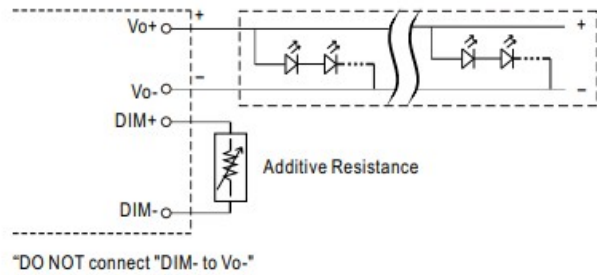 Vo+
+
+
Vo-
−
−
DIM+
Additive Resistance
DIM-
"DO NOT connect "DIM- to Vo-"